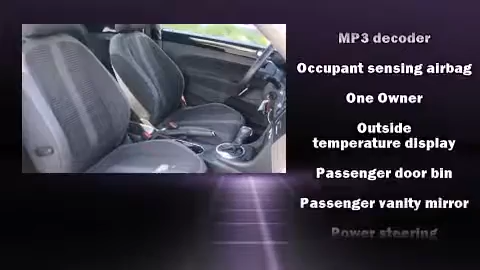 MP3 decoder
Occupant sensing airbag
One Owner
Outside
temperature display
Passenger door bin
Passenger vanity mirror
Power steering